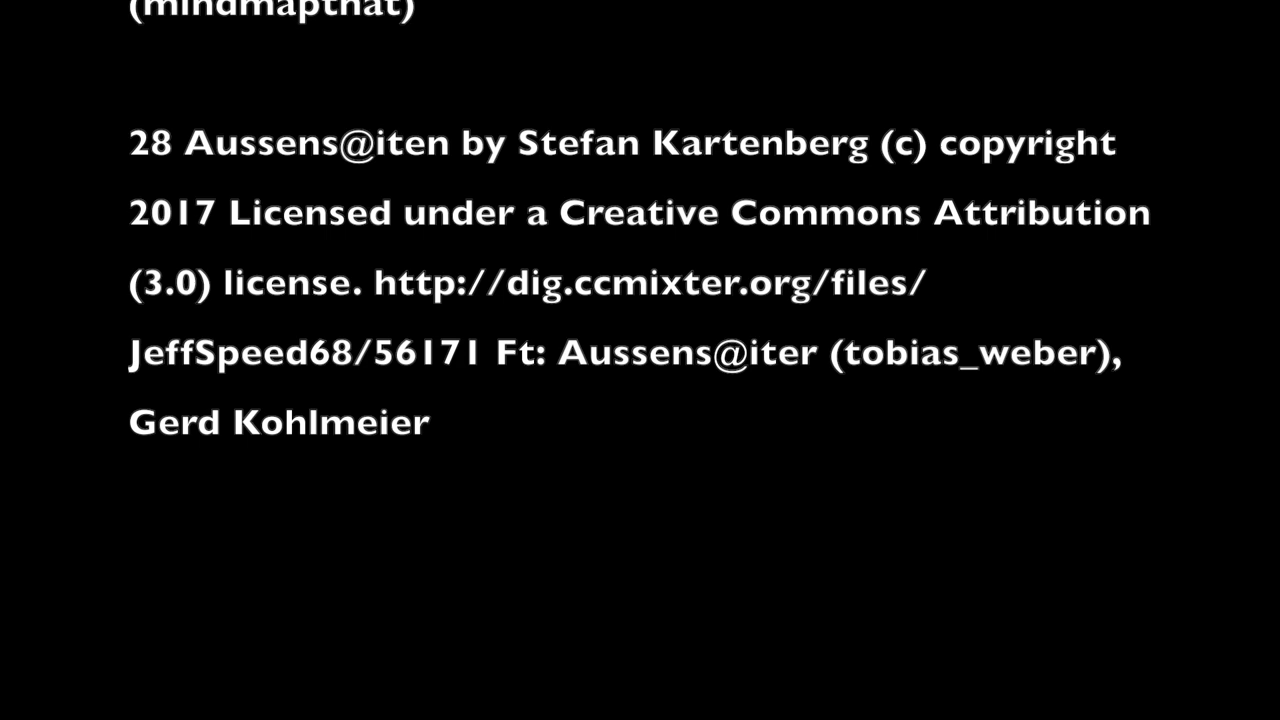 (mindmapthat)
28 Aussens@iten by Stefan Kartenberg (c) copyright
2017 Licensed under a Creative Commons Attribution
(3.0) license. http://dig.ccmixter.org/files/
JeffSpeed68/56171 Ft: Aussens@iter (tobias_weber),
Gerd Kohlmeier